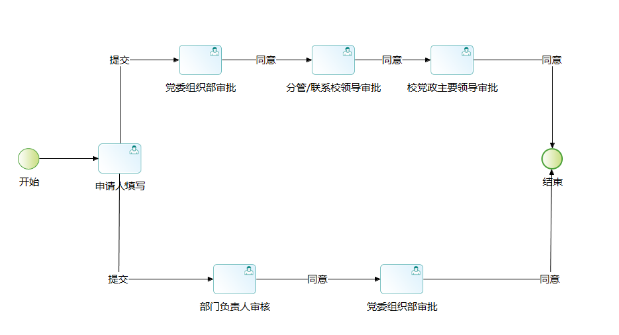 提交
同意
同意
同意
党委组织部审批
分管/联系校领导审批
校党政主要领导审批
开始
申请人填写
结束
提交
同意
同意
部门负责人审核
党委组织部审批